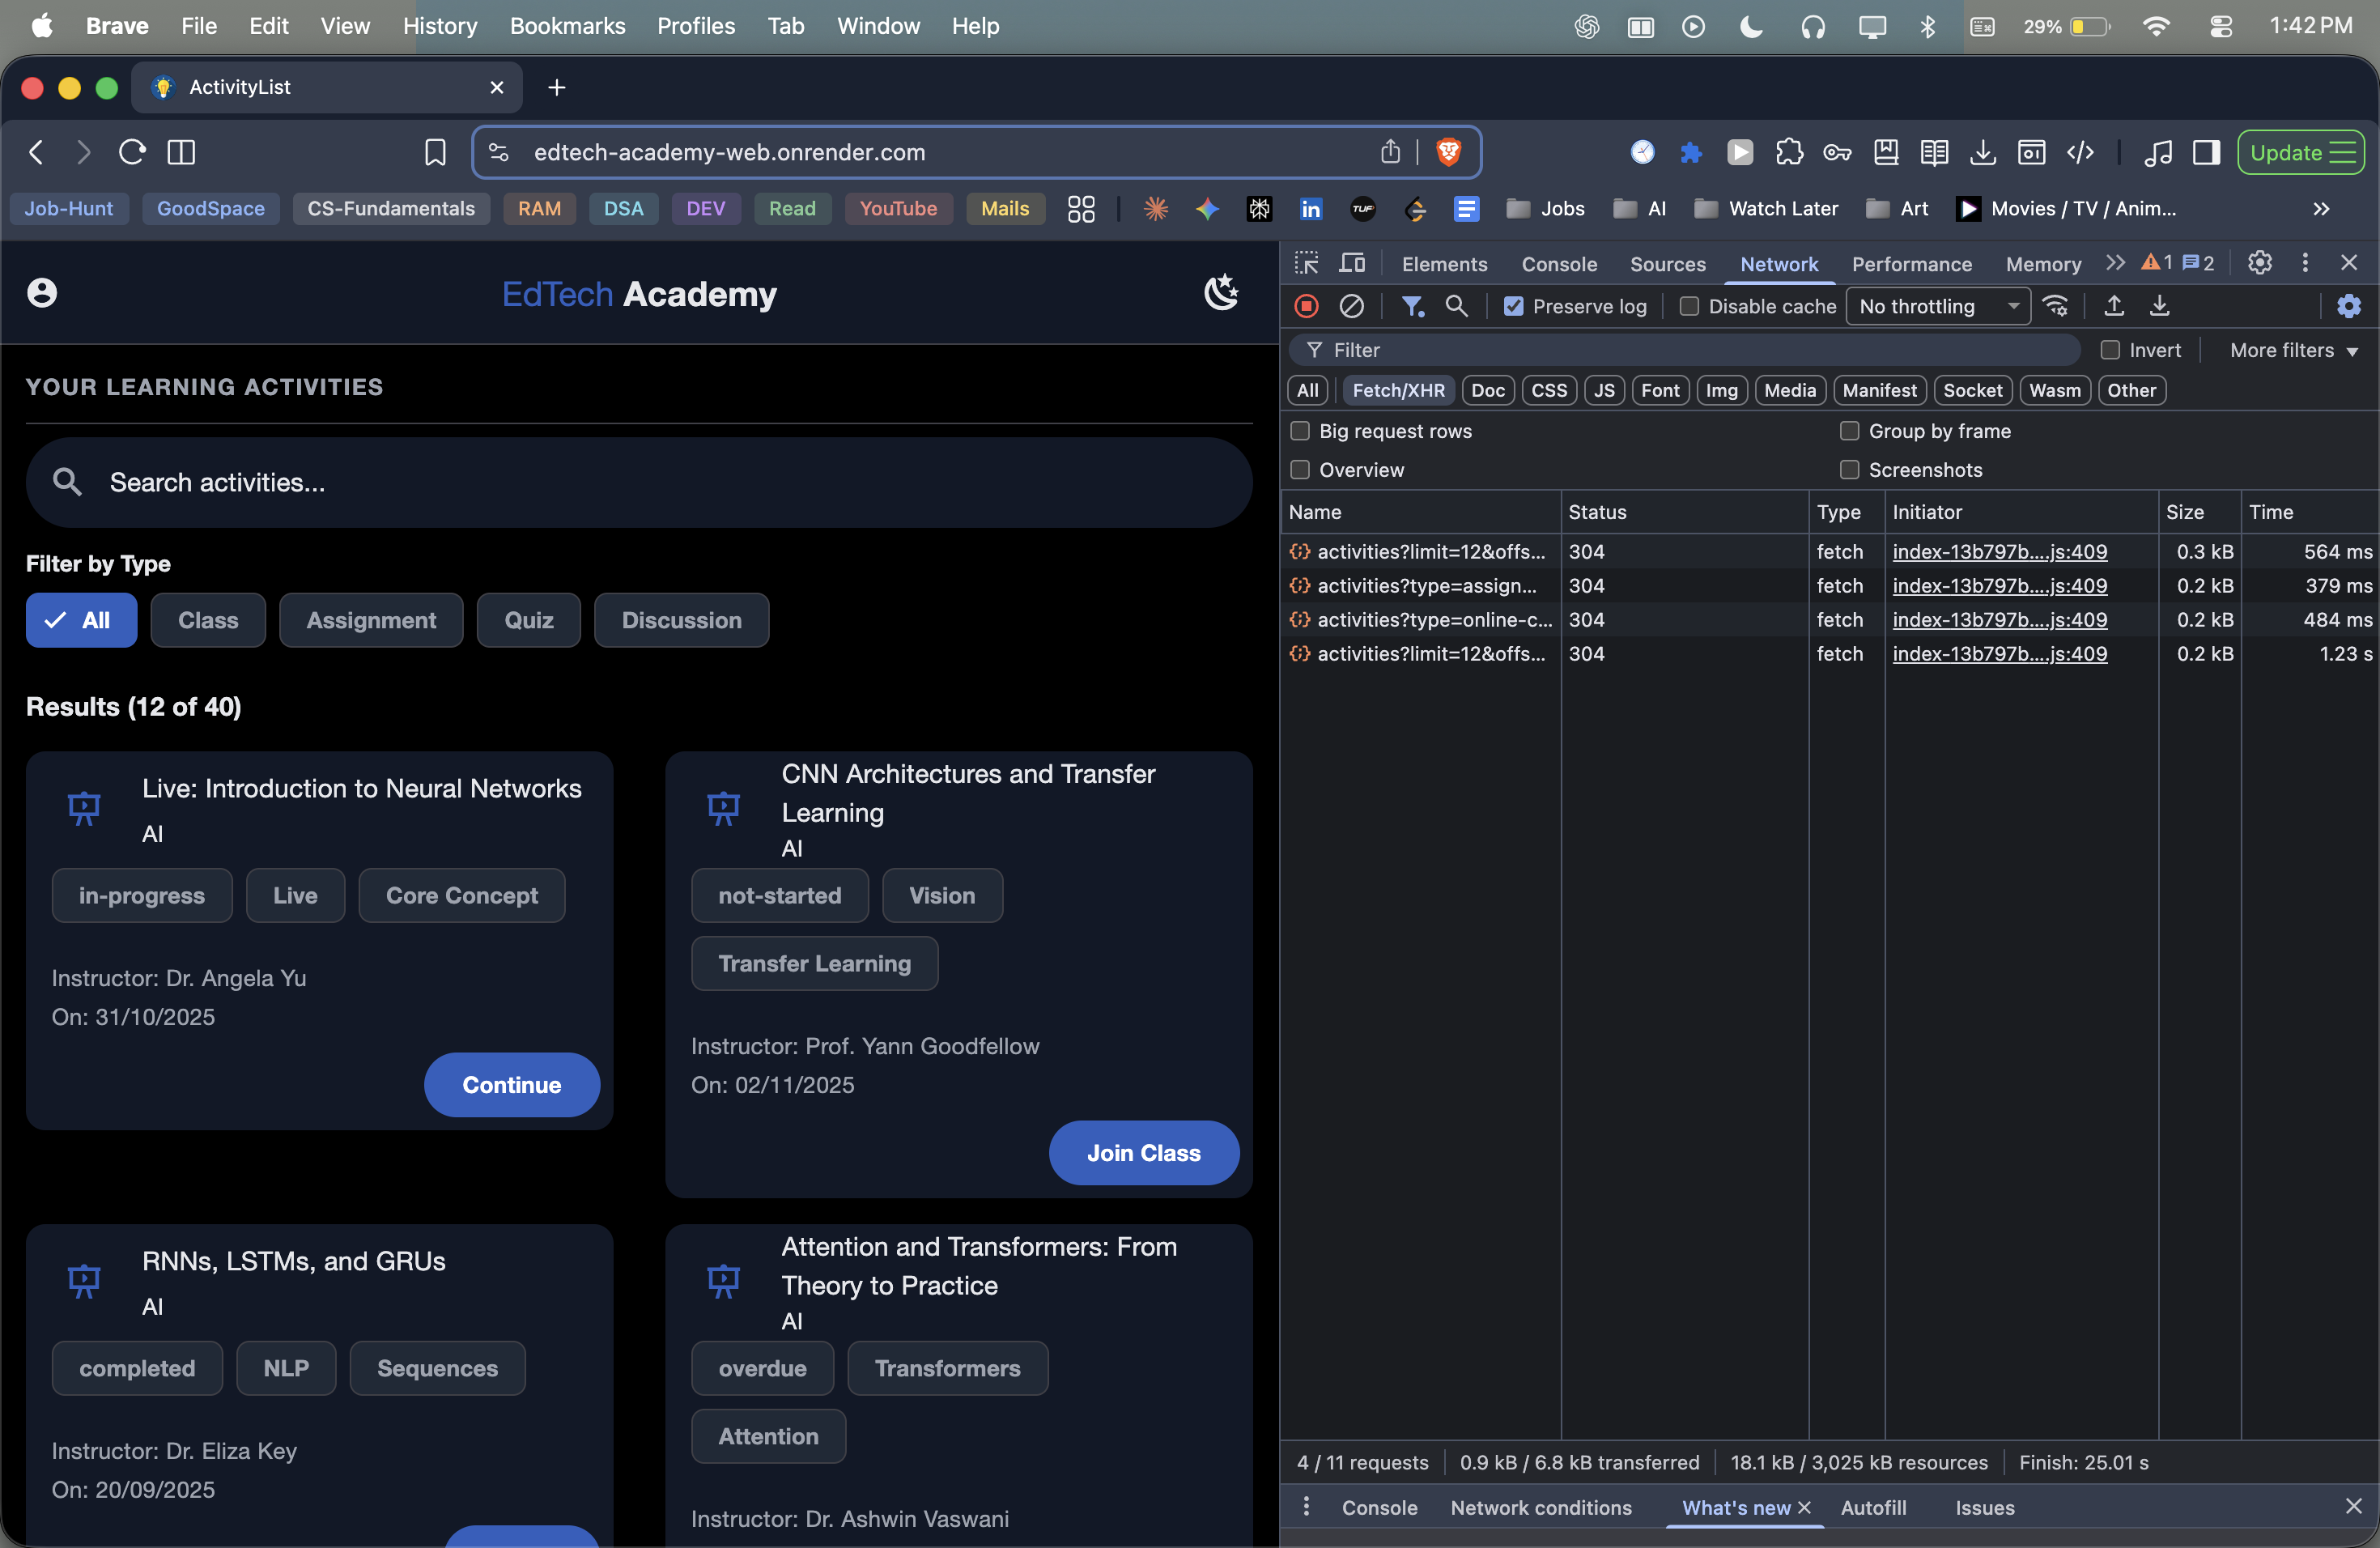 Brave File Edit View History Bookmarks Profiles Tab Window Help 29% 1:42 PM
ActivityList
edtech-academy-web.onrender.com Update
Job-Hunt GoodSpace CS-Fundamentals RAM DSA DEV Read YouTube Mails in TUF Jobs AI Watch Later Art Movies / TV / Anim...
EdTech Academy
YOUR LEARNING ACTIVITIES
Search activities...
Filter by Type
All Class Assignment Quiz Discussion
Results (12 of 40)
Live: Introduction to Neural Networks
AI
in-progress Live Core Concept
Instructor: Dr. Angela Yu
On: 31/10/2025
Continue
CNN Architectures and Transfer
Learning
AI
not-started Vision
Transfer Learning
Instructor: Prof. Yann Goodfellow
On: 02/11/2025
Join Class
RNNs, LSTMs, and GRUs
AI
completed NLP Sequences
Instructor: Dr. Eliza Key
On: 20/09/2025
Attention and Transformers: From
Theory to Practice
AI
overdue Transformers
Attention
Instructor: Dr. Ashwin Vaswani
Elements Console Sources Network Performance Memory 1 2
Preserve log Disable cache No throttling
Filter Invert More filters
All Fetch/XHR Doc CSS JS Font Img Media Manifest Socket Wasm Other
Big request rows Group by frame
Overview Screenshots
Name Status Type Initiator Size Time
activities?limit=12&offs... 304 fetch index-13b797b....js:409 0.3 kB 564 ms
activities?type=assign... 304 fetch index-13b797b....js:409 0.2 kB 379 ms
activities?type=online-c... 304 fetch index-13b797b....js:409 0.2 kB 484 ms
activities?limit=12&offs... 304 fetch index-13b797b....js:409 0.2 kB 1.23 s
4 / 11 requests 0.9 kB / 6.8 kB transferred 18.1 kB / 3,025 kB resources Finish: 25.01 s
Console Network conditions What's new Autofill Issues